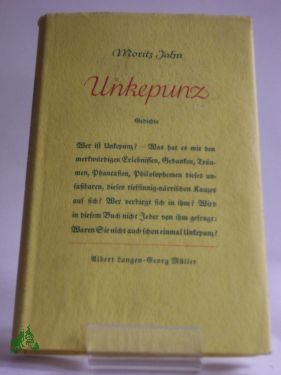 Moritz Jahn
Unkepunz
Gedichte
Wer ist Unkepunz? — Was hat es mit den
merkwürdigen Erlebnissen, Gedanken, Träu-
men, Phantasien, Philosophemen dieses un-
faßbaren, dieses tiefsinnig-närrischen Kauzes
auf sich? Wer verbirgt sich in ihm? Wird
in diesem Buch nicht Jeder von ihm gefragt:
Waren Sie nicht auch schon einmal Unkepunz?
Albert Langen-Georg Müller